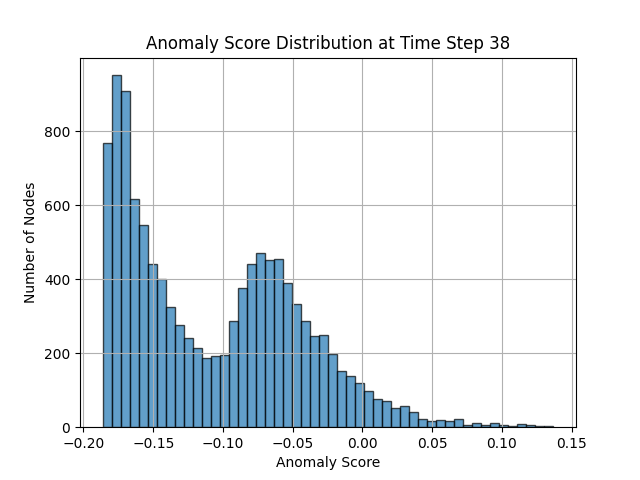 Anomaly Score Distribution at Time Step 38
Number of Nodes
800
600
400
200
0
−0.20 −0.15 −0.10 −0.05 0.00 0.05 0.10 0.15
Anomaly Score